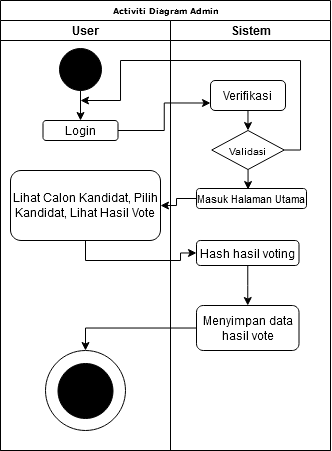 Activiti Diagram Admin
User
Sistem
Verifikasi
Login
Validasi
Lihat Calon Kandidat, Pilih
Kandidat, Lihat Hasil Vote
Masuk Halaman Utama
Hash hasil voting
Menyimpan data
hasil vote